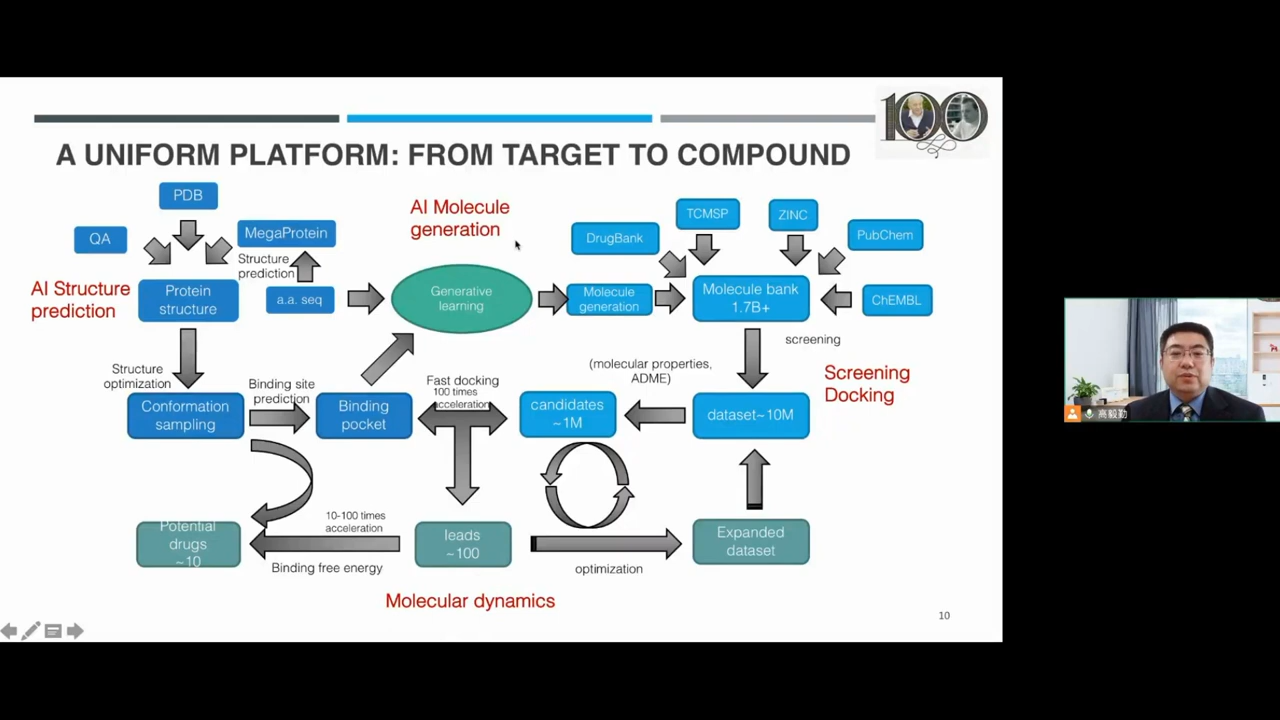 100
A UNIFORM PLATFORM: FROM TARGET TO COMPOUND
PDB
QA
MegaProtein
Structure
prediction
AI Structure
prediction
Protein
structure
a.a. seq
AI Molecule
generation
Generative
learning
DrugBank
TCMSP
ZINC
PubChem
Molecule
generation
Molecule bank
1.7B+
ChEMBL
screening
Structure
optimization
Binding site
prediction
Fast docking
100 times
acceleration
(molecular properties,
ADME)
Screening
Docking
Conformation
sampling
Binding
pocket
candidates
~1M
dataset~10M
Potential
drugs
~10
10-100 times
acceleration
Binding free energy
leads
~100
optimization
Expanded
dataset
Molecular dynamics
10
高毅勤